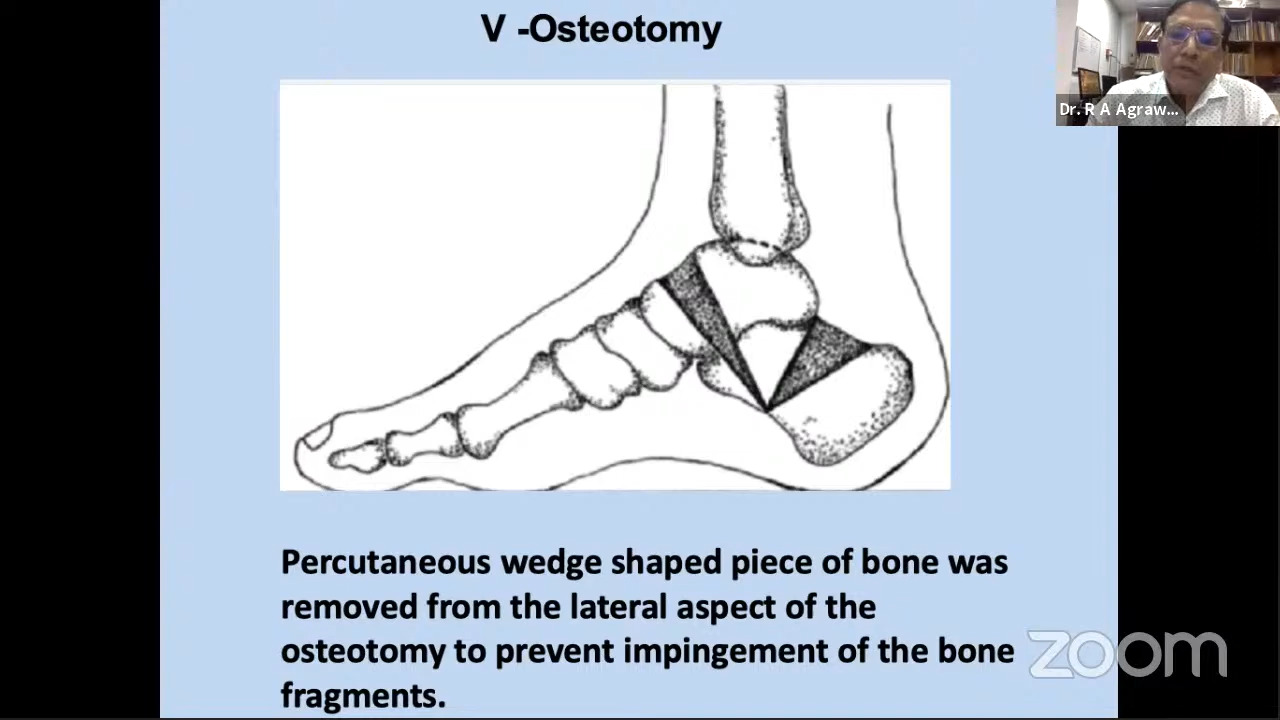 V -Osteotomy
Dr. R A Agraw...
Percutaneous wedge shaped piece of bone was
removed from the lateral aspect of the
osteotomy to prevent impingement of the bone
fragments.
zoom